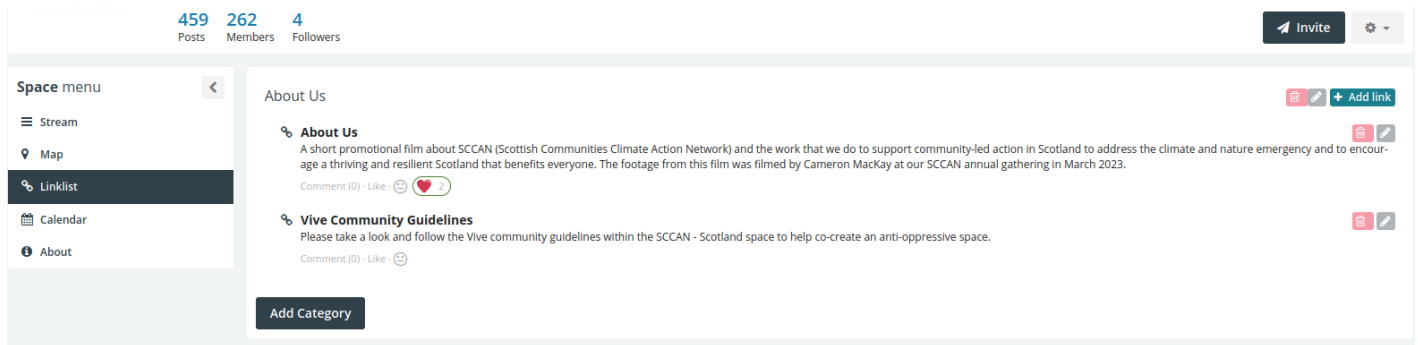 459 262 4
Posts Members Followers
Invite
Space menu
Stream
Map
Linklist
Calendar
About
About Us
+ Add link
About Us
A short promotional film about SCCAN (Scottish Communities Climate Action Network) and the work that we do to support community-led action in Scotland to address the climate and nature emergency and to encour-
age a thriving and resilient Scotland that benefits everyone. The footage from this film was filmed by Cameron MacKay at our SCCAN annual gathering in March 2023.
Comment (0) · Like · 2
Vive Community Guidelines
Please take a look and follow the Vive community guidelines within the SCCAN - Scotland space to help co-create an anti-oppressive space.
Comment (0) · Like ·
Add Category